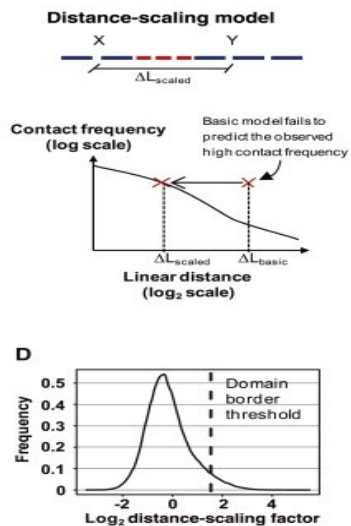 Distance-scaling model
X Y
ΔLscaled
Contact frequency
(log scale)
Basic model fails to
predict the observed
high contact frequency
ΔLscaled ΔLbasic
Linear distance
(log2 scale)
D
Frequency
0.5
0.4
0.3
0.2
0.1
0
Domain
border
threshold
-2 0 2 4
Log2 distance-scaling factor